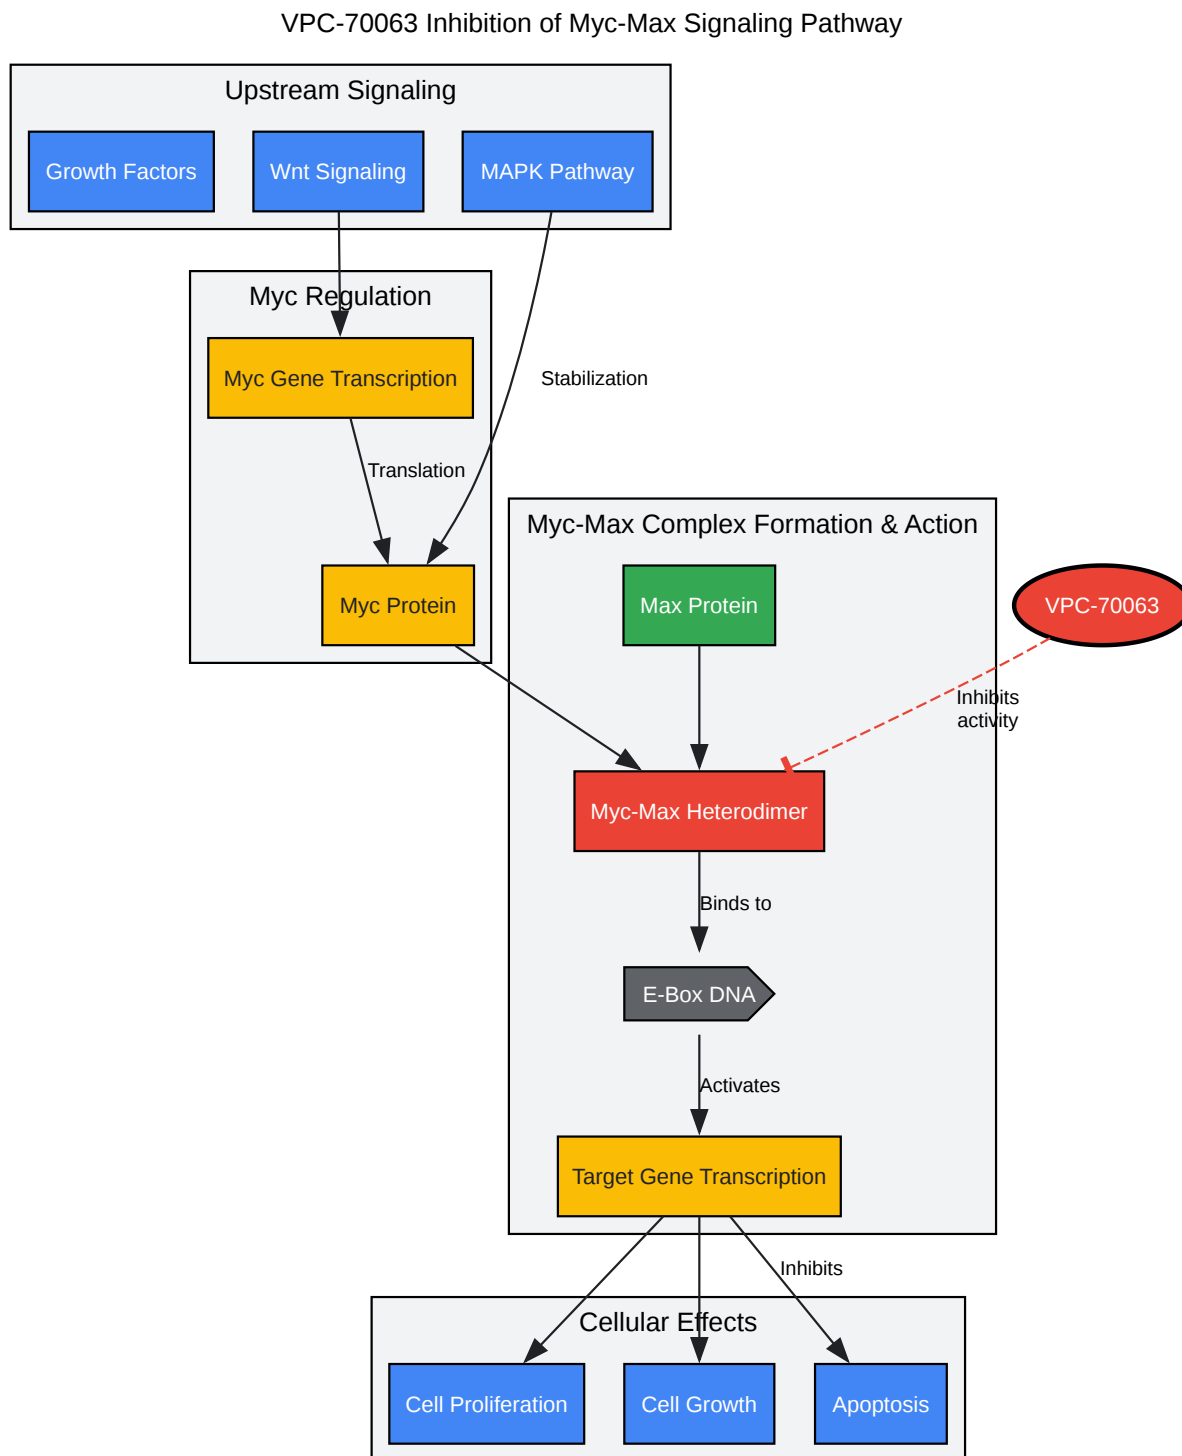 VPC-70063 Inhibition of Myc-Max Signaling Pathway
Upstream Signaling
Growth Factors
Wnt Signaling
MAPK Pathway
Myc Regulation
Myc Gene Transcription
Stabilization
Translation
Myc-Max Complex Formation & Action
Myc Protein
Max Protein
VPC-70063
Inhibits
activity
Myc-Max Heterodimer
Binds to
E-Box DNA
Activates
Target Gene Transcription
Inhibits
Cellular Effects
Cell Proliferation
Cell Growth
Apoptosis